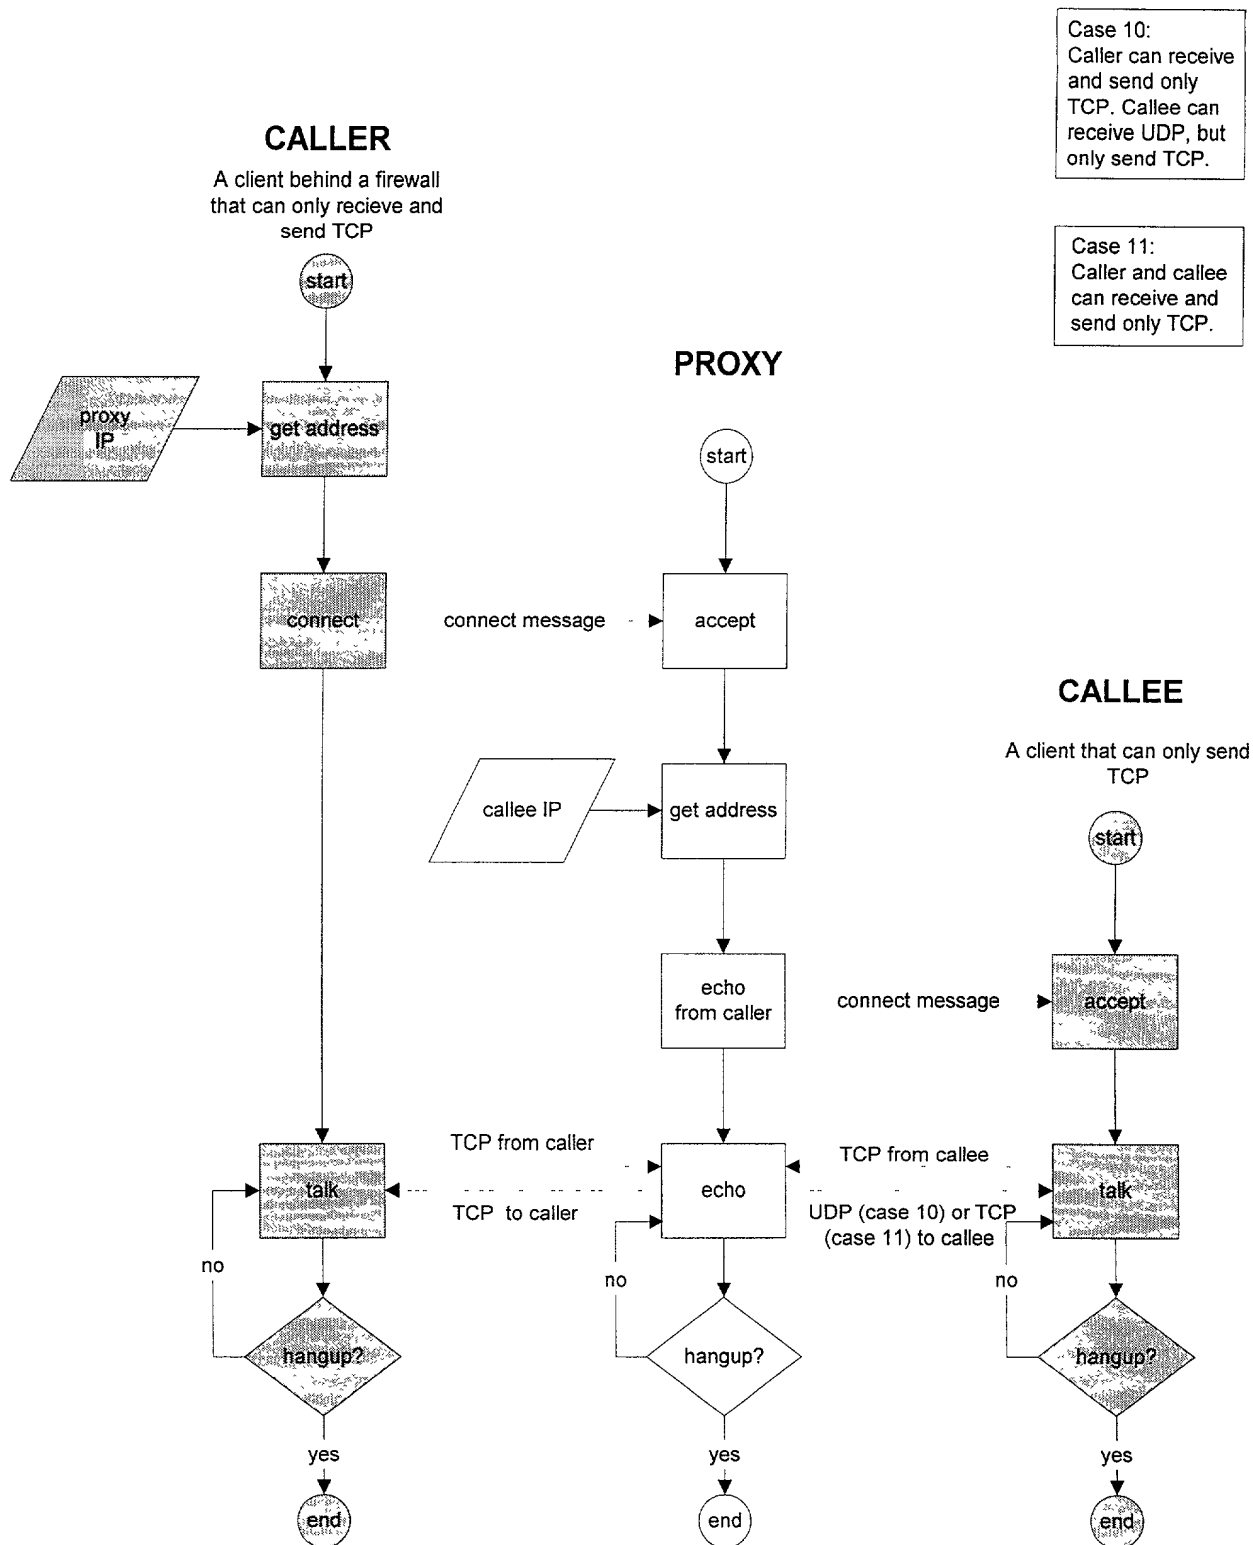 Case 10:
Caller can receive
and send only
TCP. Callee can
receive UDP, but
only send TCP.
CALLER
A client behind a firewall
that can only recieve and
send TCP
Case 11:
Caller and callee
can receive and
send only TCP.
start
PROXY
proxy
IP
get address
start
connect
connect message
accept
CALLEE
A client that can only send
TCP
callee IP
get address
start
echo
from caller
connect message
accept
TCP from caller
TCP from callee
talk
echo
talk
TCP to caller
UDP (case 10) or TCP
(case 11) to callee
no
no
no
hangup?
hangup?
hangup?
yes
yes
yes
end
end
end